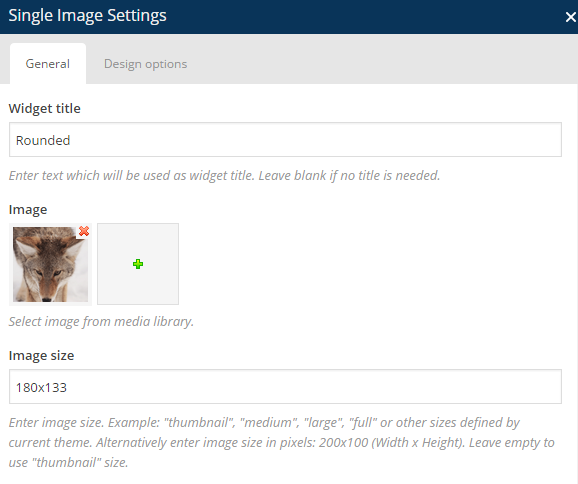 Single Image Settings
General Design options
Widget title
Rounded
Enter text which will be used as widget title. Leave blank if no title is needed.
Image
Select image from media library.
Image size
180x133
Enter image size. Example: "thumbnail", "medium", "large", "full" or other sizes defined by
current theme. Alternatively enter image size in pixels: 200x100 (Width x Height). Leave empty to
use "thumbnail" size.